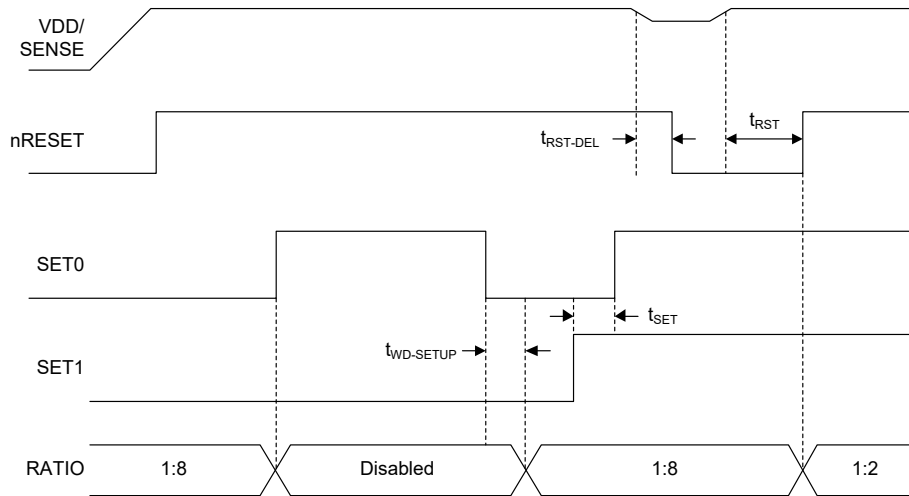 VDD/
SENSE
nRESET
tRST-DEL
tRST
SET0
tSET
tWD-SETUP
SET1
RATIO
1:8
Disabled
1:8
1:2